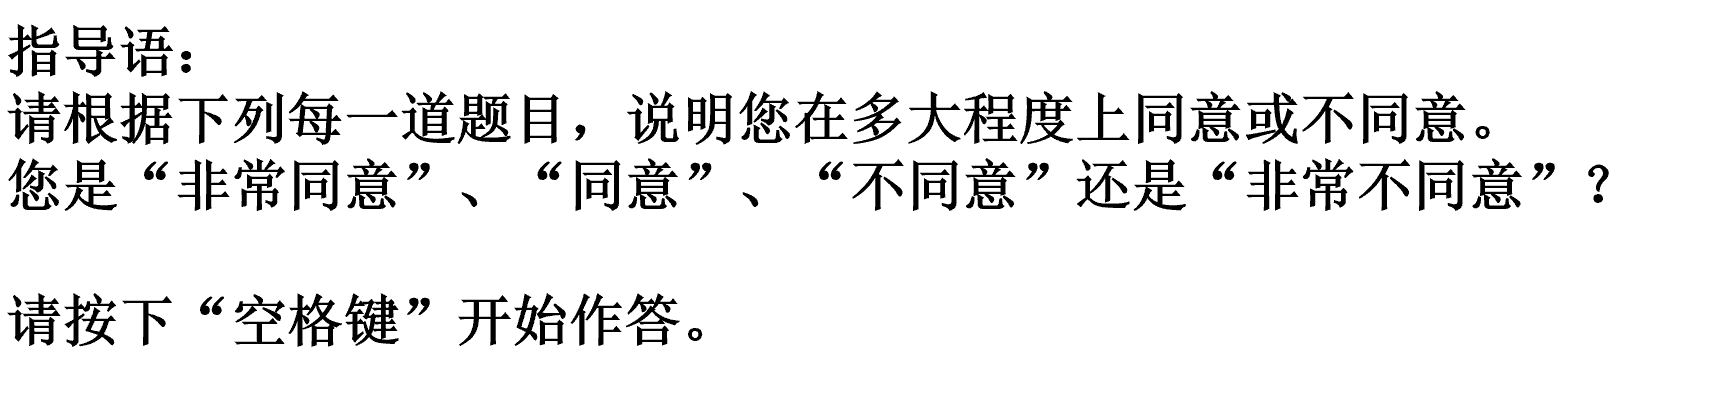 指导语：
请根据下列每一道题目，说明您在多大程度上同意或不同意。
您是“非常同意”、“同意”、“不同意”还是“非常不同意”？
请按下“空格键”开始作答。